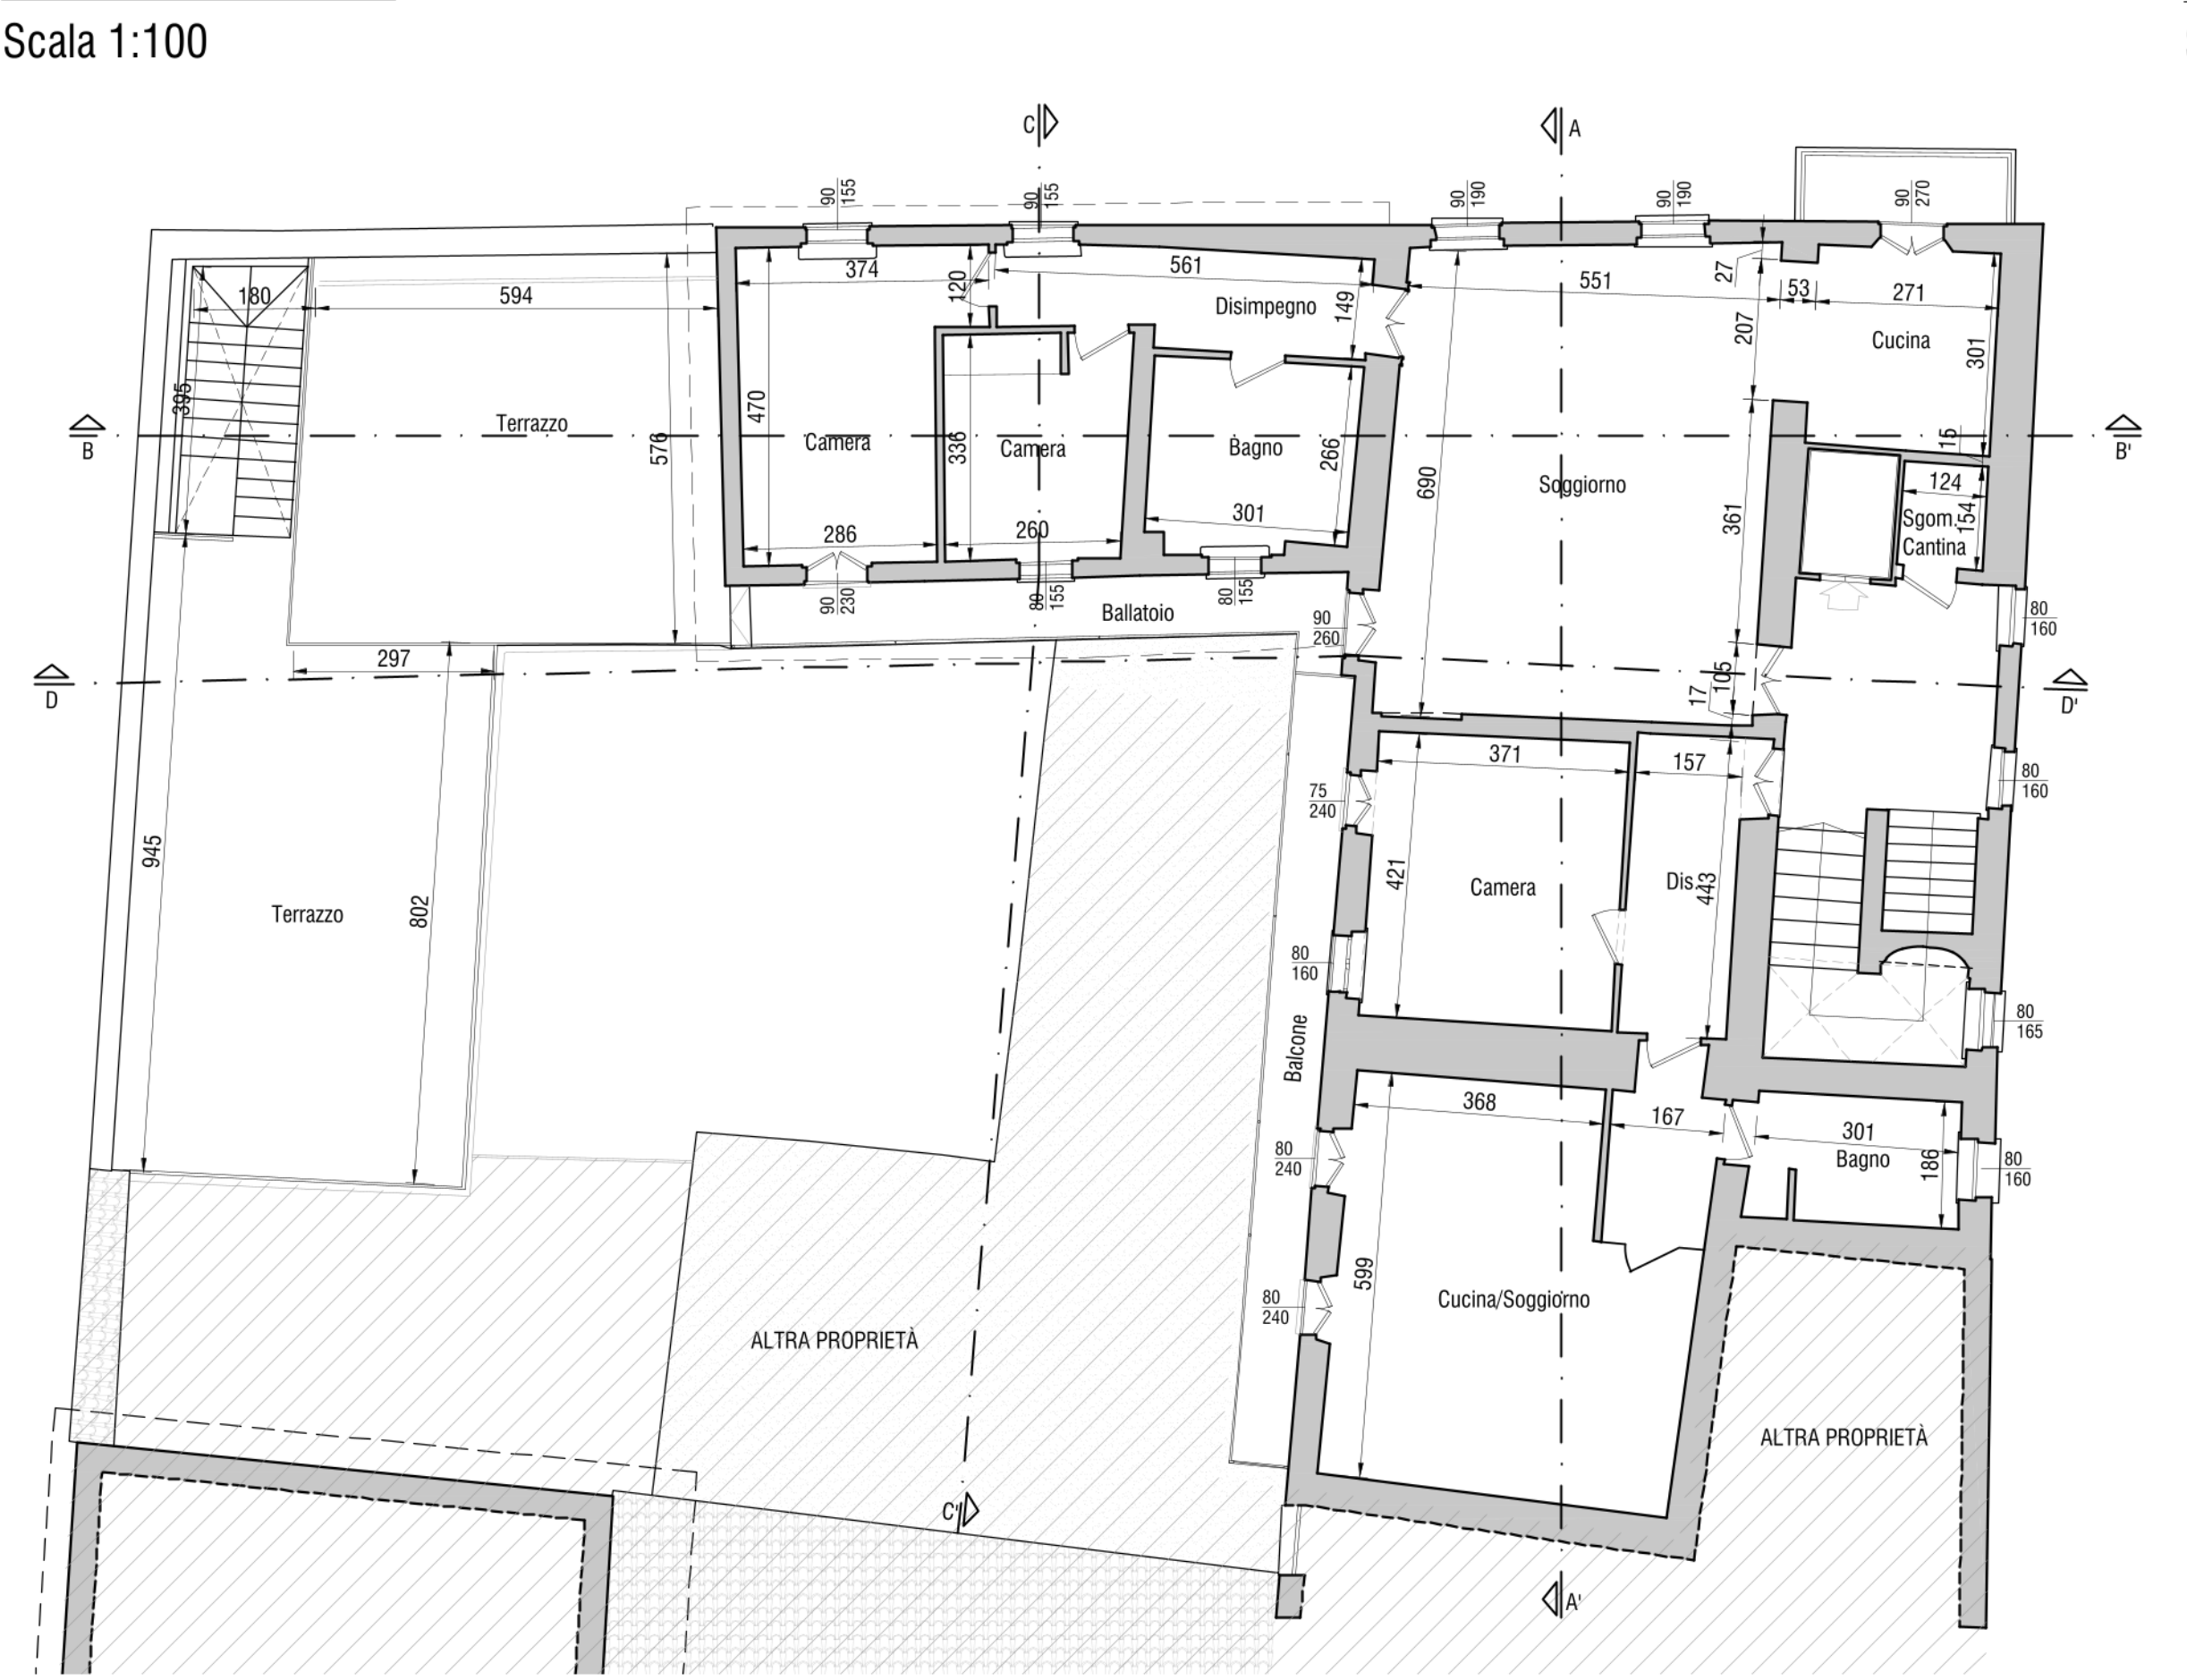 Scala 1:100
C
A
90
155
90
155
90
190
90
190
90
270
374
120
561
149
551
27
53
271
207
301
180
594
Disimpegno
Cucina
395
Terrazzo
576
470
Camera
336
Camera
Bagno
266
690
Soggiorno
361
15
124
Sgom.
Cantina
154
B
B'
286
260
301
90
230
80
155
80
155
Ballatoio
90
260
80
160
297
105
17
D
D'
371
157
75
240
80
160
945
Terrazzo
802
421
Camera
Dis.
443
80
160
80
165
Balcone
368
167
301
Bagno
186
80
240
80
160
599
80
240
Cucina/Soggiorno
ALTRA PROPRIETÀ
ALTRA PROPRIETÀ
C'
A'